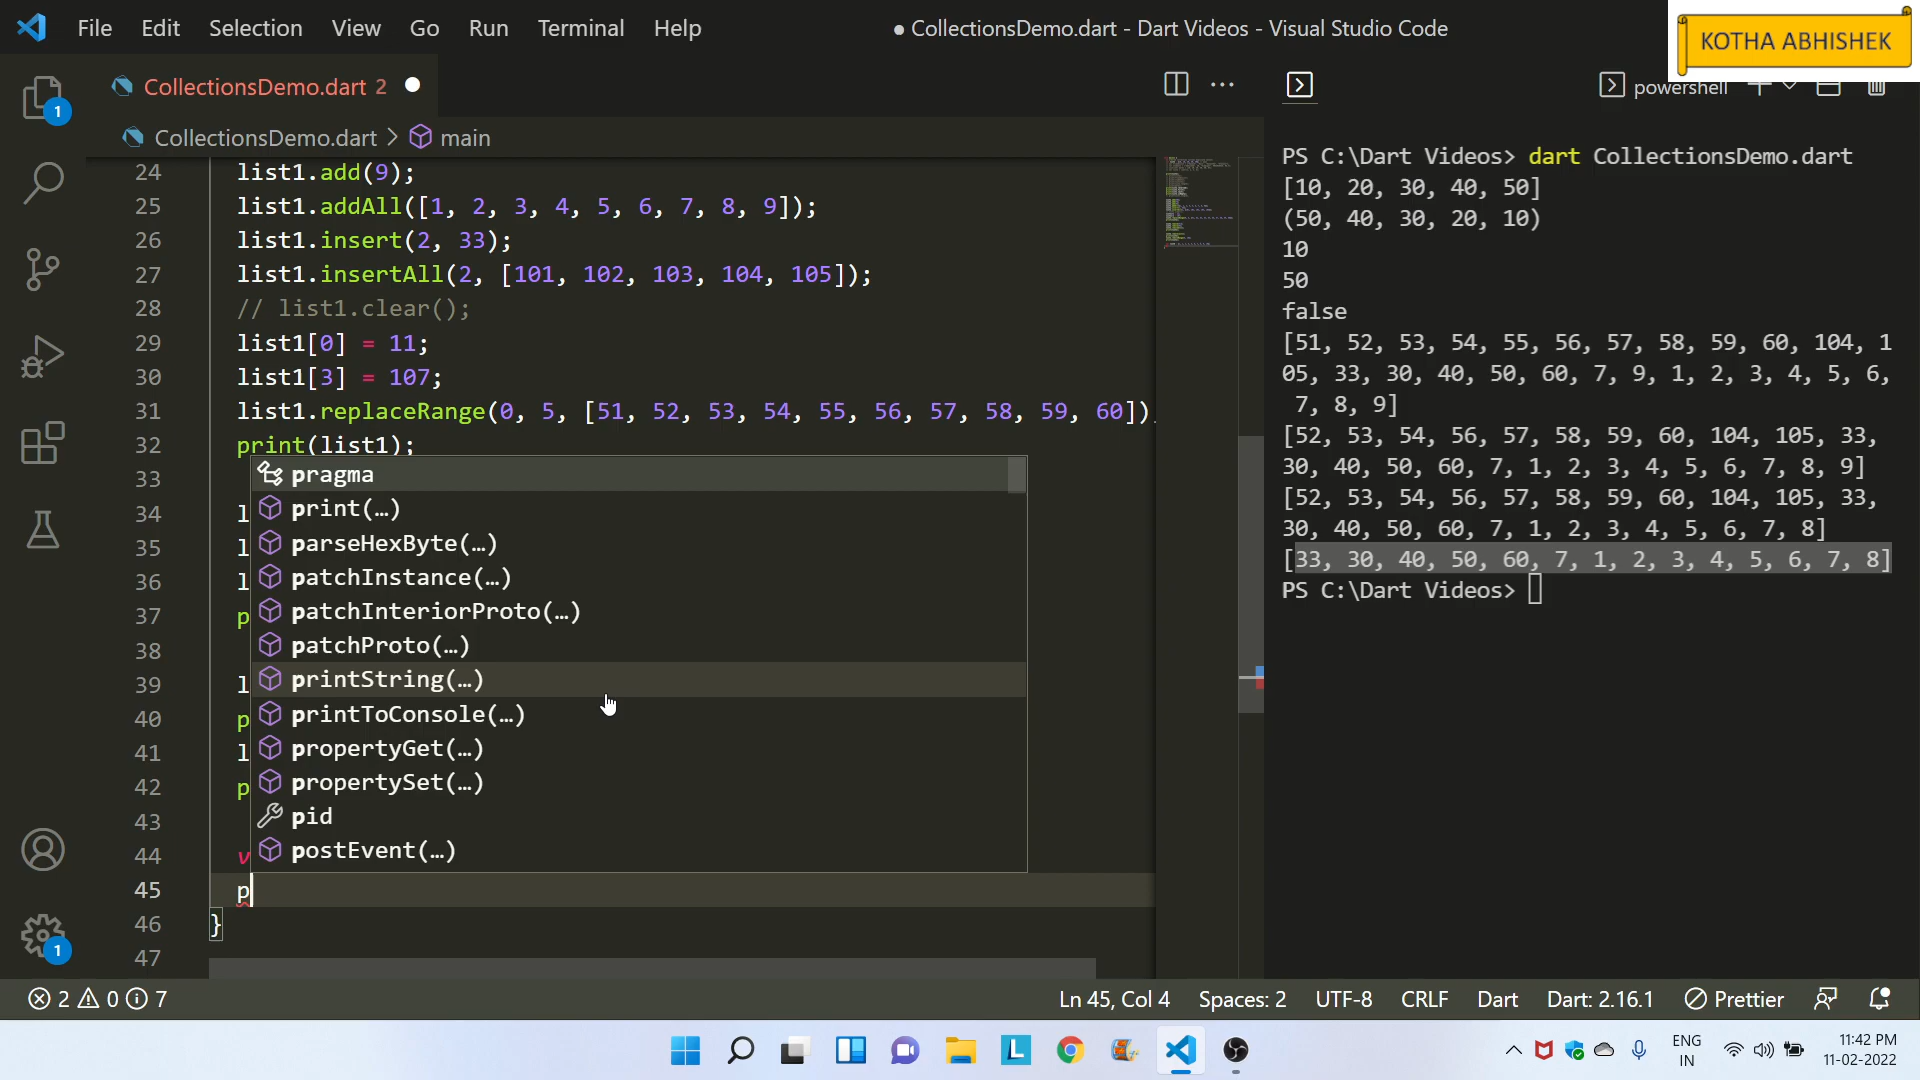 File Edit Selection View Go Run Terminal Help
● CollectionsDemo.dart - Dart Videos - Visual Studio Code
KOTHA ABHISHEK
CollectionsDemo.dart 2
powershell
CollectionsDemo.dart > main
24 list1.add(9);
25 list1.addAll([1, 2, 3, 4, 5, 6, 7, 8, 9]);
26 list1.insert(2, 33);
27 list1.insertAll(2, [101, 102, 103, 104, 105]);
28 // list1.clear();
29 list1[0] = 11;
30 list1[3] = 107;
31 list1.replaceRange(0, 5, [51, 52, 53, 54, 55, 56, 57, 58, 59, 60])
32 print(list1);
33
34 l
35 l
36 l
37 p
38
39 l
40 p
41 l
42 p
43
44 v
45 p
46 }
47
pragma
print(…)
parseHexByte(…)
patchInstance(…)
patchInteriorProto(…)
patchProto(…)
printString(…)
printToConsole(…)
propertyGet(…)
propertySet(…)
pid
postEvent(…)
PS C:\Dart Videos> dart CollectionsDemo.dart
[10, 20, 30, 40, 50]
(50, 40, 30, 20, 10)
10
50
false
[51, 52, 53, 54, 55, 56, 57, 58, 59, 60, 104, 1
05, 33, 30, 40, 50, 60, 7, 9, 1, 2, 3, 4, 5, 6,
7, 8, 9]
[52, 53, 54, 56, 57, 58, 59, 60, 104, 105, 33,
30, 40, 50, 60, 7, 1, 2, 3, 4, 5, 6, 7, 8, 9]
[52, 53, 54, 56, 57, 58, 59, 60, 104, 105, 33,
30, 40, 50, 60, 7, 1, 2, 3, 4, 5, 6, 7, 8]
[33, 30, 40, 50, 60, 7, 1, 2, 3, 4, 5, 6, 7, 8]
PS C:\Dart Videos>
1
1
2 0 7
Ln 45, Col 4 Spaces: 2 UTF-8 CRLF Dart Dart: 2.16.1 Prettier
L
ENG
IN
11:42 PM
11-02-2022